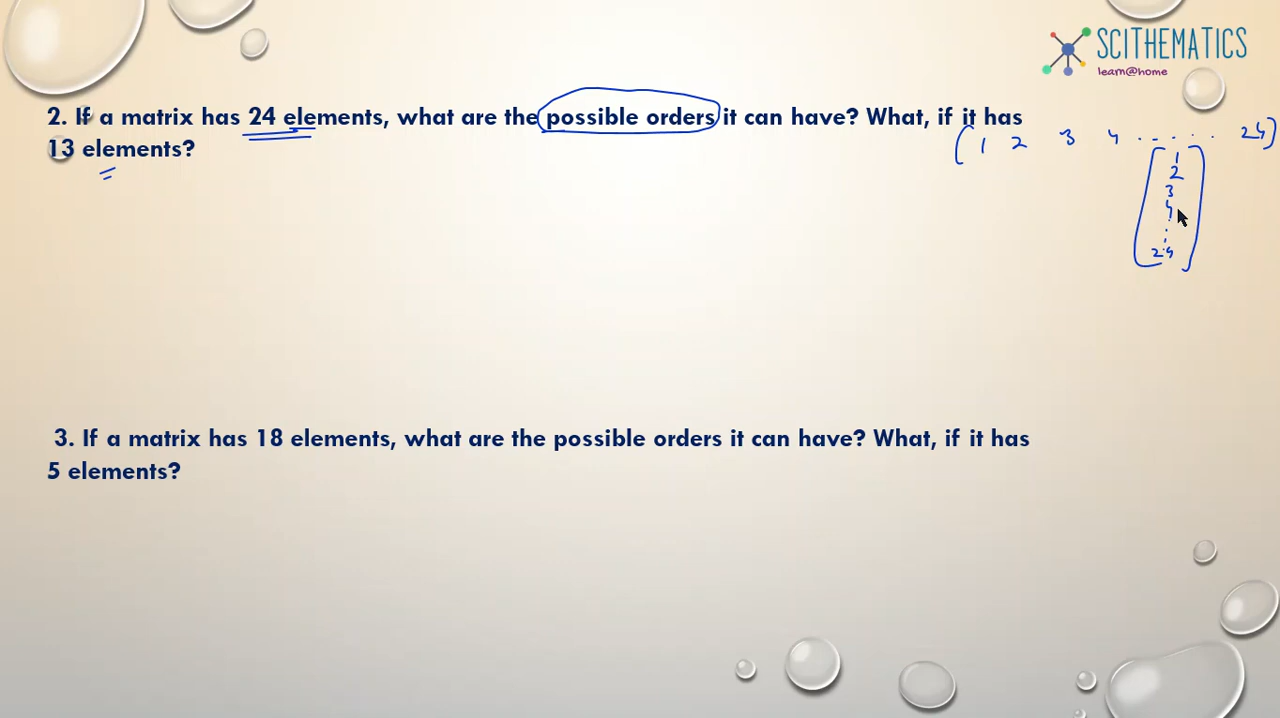 SCITHEMATICS
learn@home
2. If a matrix has 24 elements, what are the possible orders it can have? What, if it has
13 elements?
( 1 2 3 4 . . . . . 24)
1
2
3
4
.
:
24
3. If a matrix has 18 elements, what are the possible orders it can have? What, if it has
5 elements?